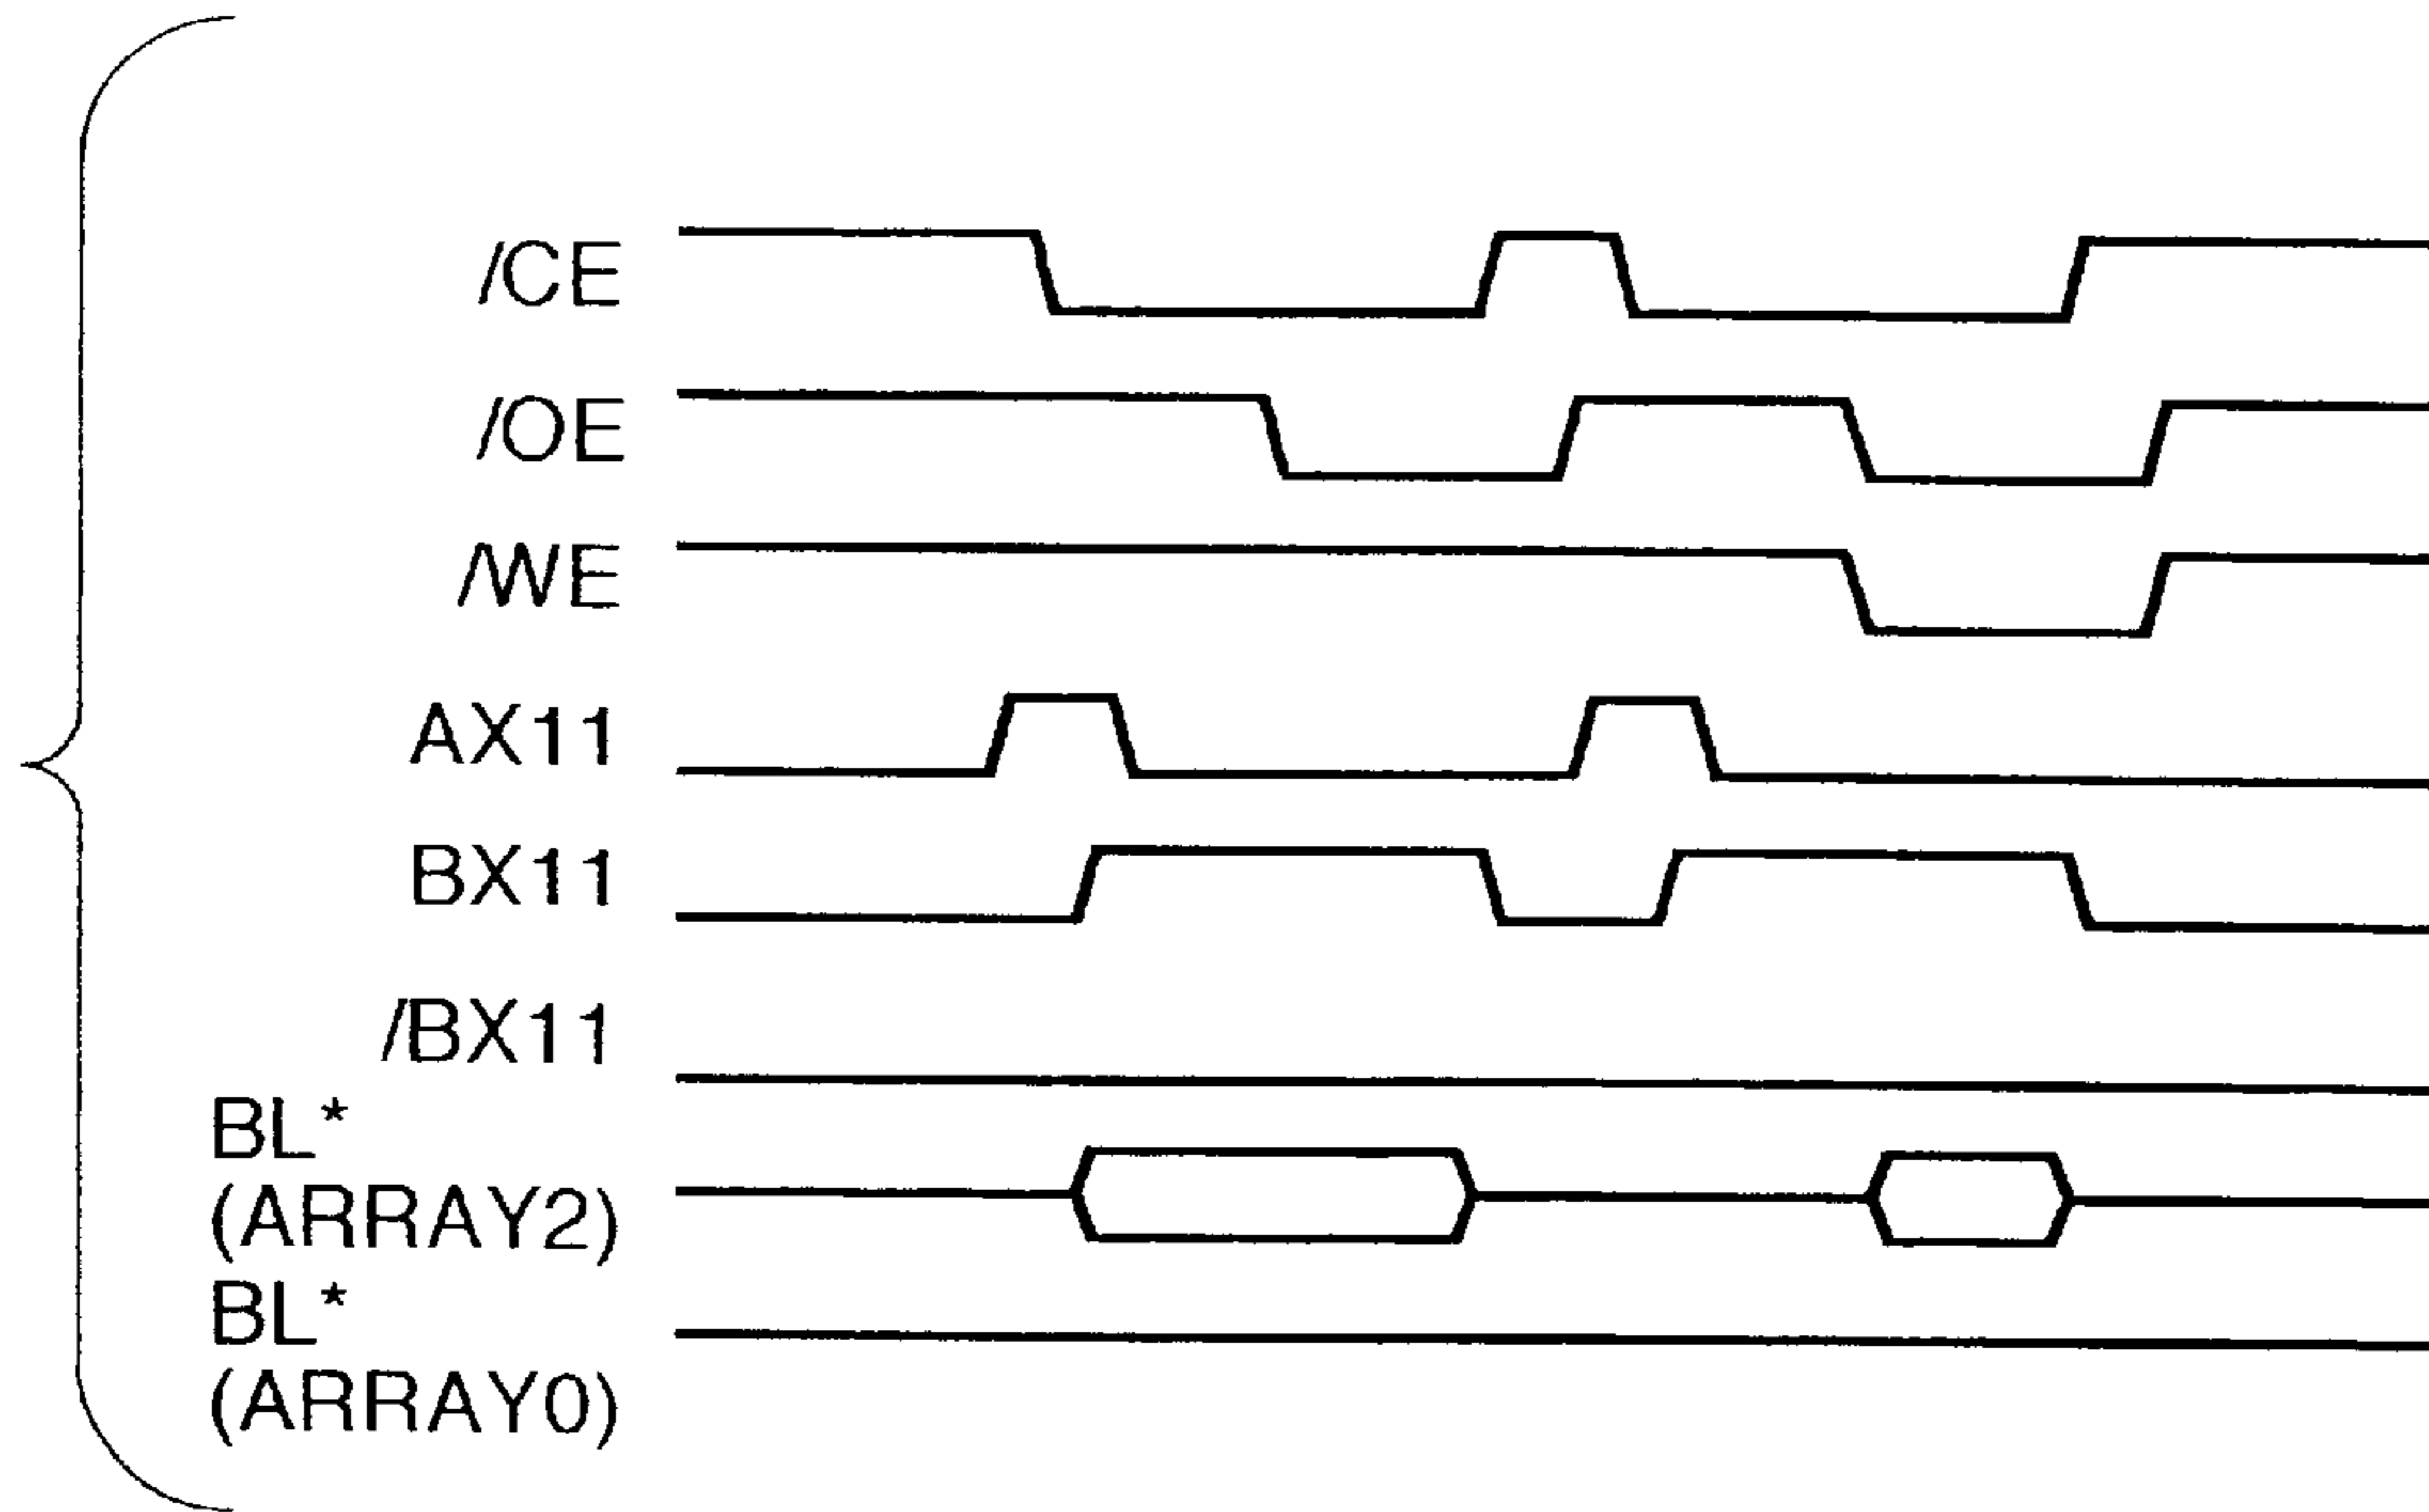 /CE
/OE
/WE
AX11
BX11
/BX11
BL*
(ARRAY2)
BL*
(ARRAY0)